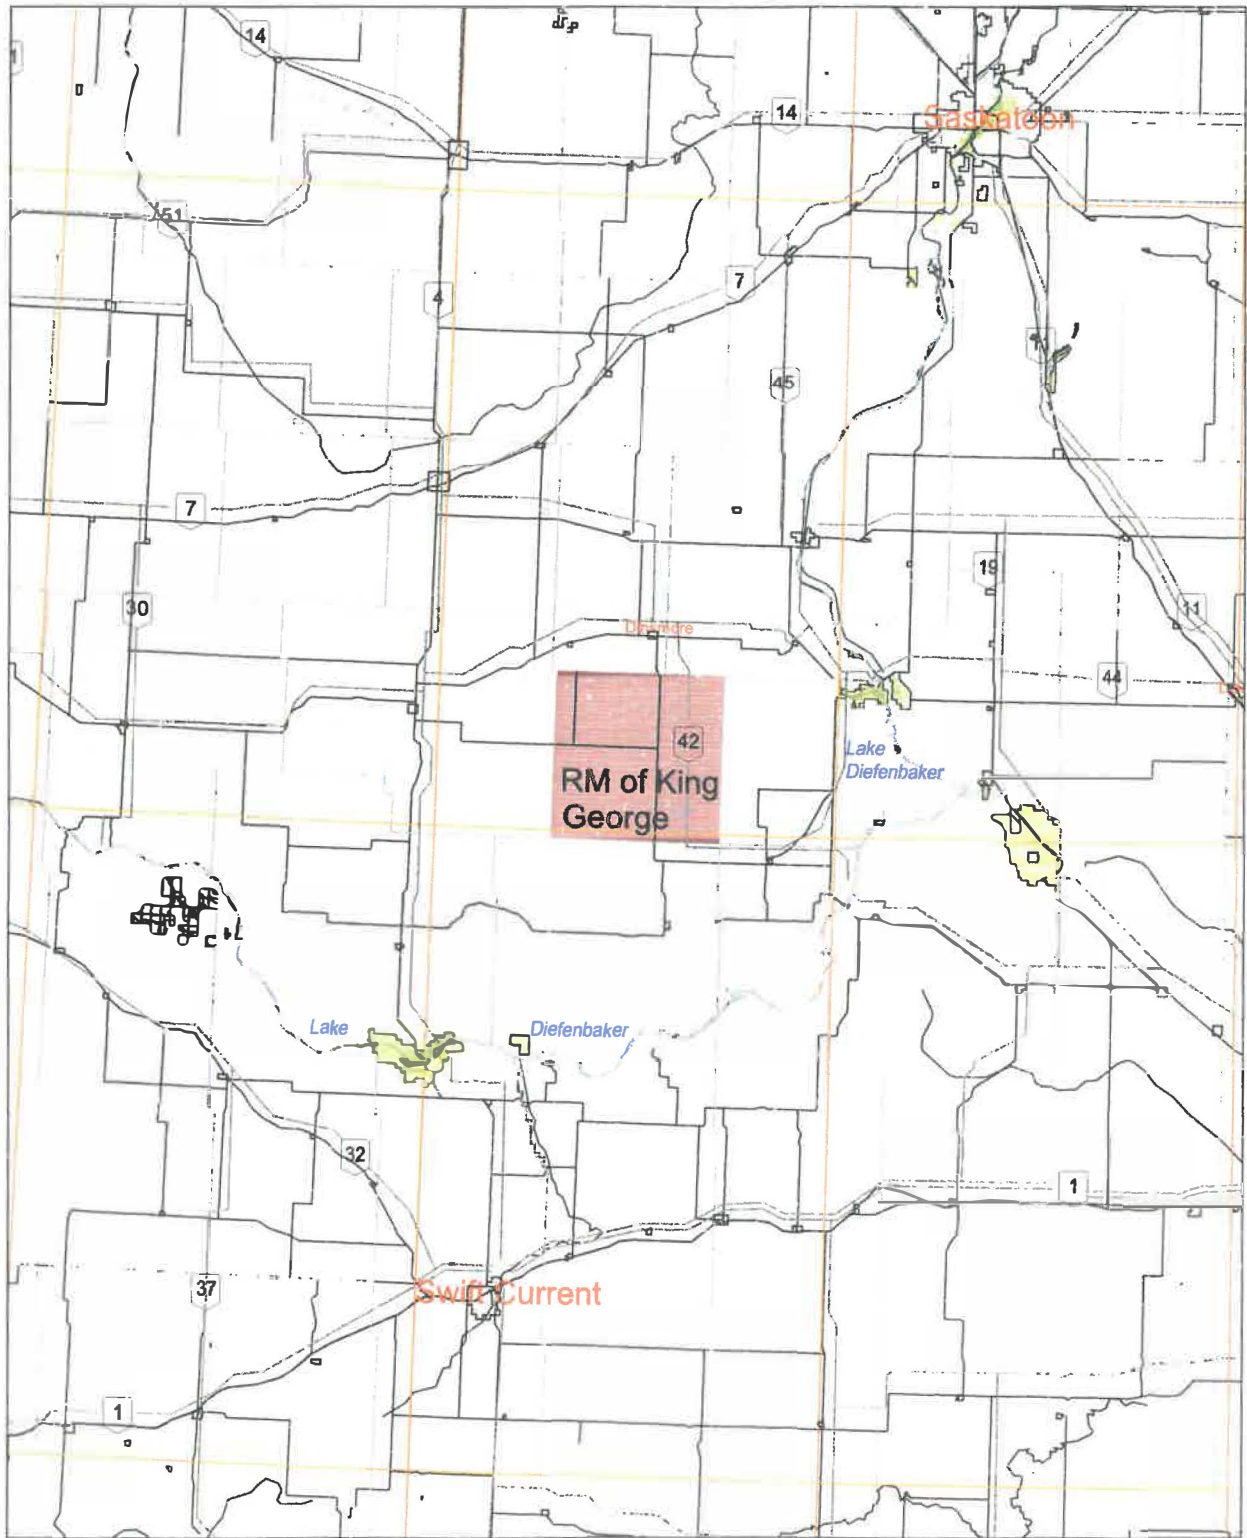 14
14
Saskatoon
51
4
7
45
7
19
30
11
Dinsmore
44
42
Lake
Diefenbaker
RM of King
George
Lake
Diefenbaker
32
1
37
Swift Current
1